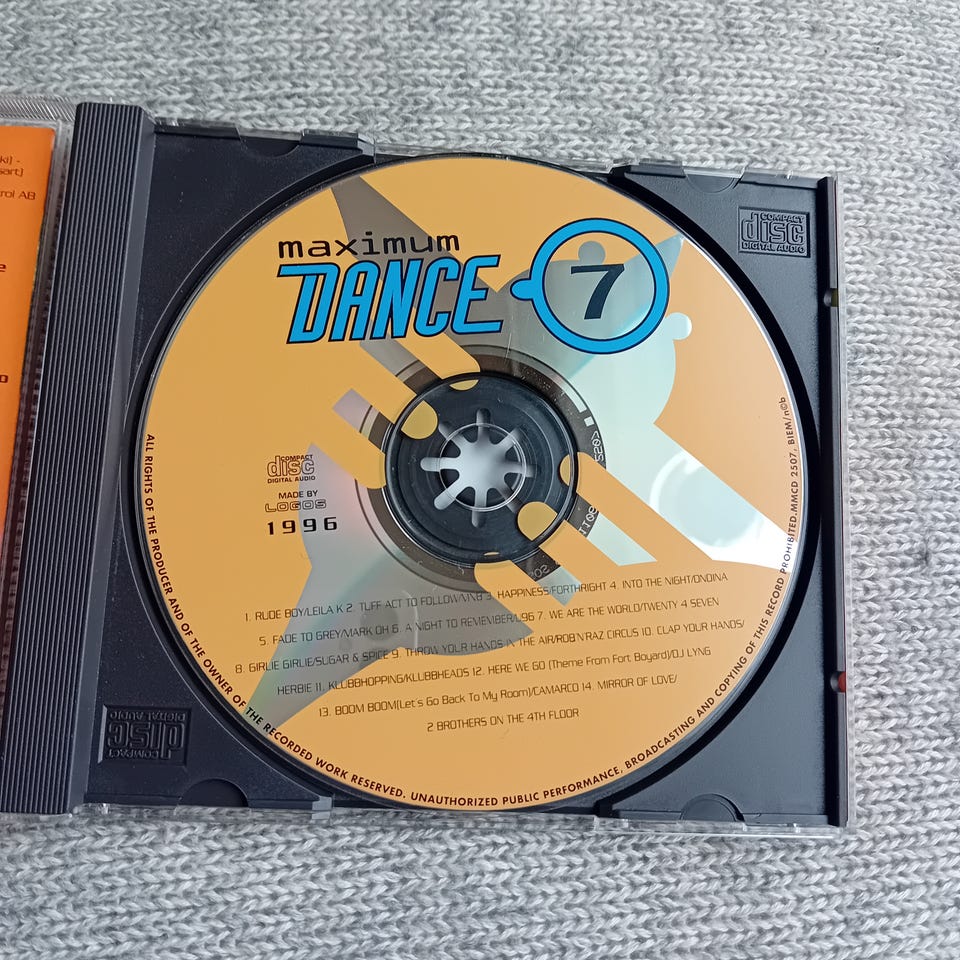 ki) -
sart)
rol AB
e
o
COMPACT
disc
DIGITAL AUDIO
maximum
DANCE
7
COMPACT
disc
DIGITAL AUDIO
MADE BY
LOGOS
1996
1. RUDE BOY/LEILA K 2. TUFF ACT TO FOLLOW/MN8 3. HAPPINESS/FORTHRIGHT 4. INTO THE NIGHT/ONDINA
5. FADE TO GREY/MARK OH 6. A NIGHT TO REMEMBER/L96 7. WE ARE THE WORLD/TWENTY 4 SEVEN
8. GIRLIE GIRLIE/SUGAR & SPICE 9. THROW YOUR HANDS IN THE AIR/ROB'N'RAZ CIRCUS 10. CLAP YOUR HANDS/
HERBIE 11. KLUBBHOPPING/KLUBBHEADS 12. HERE WE GO (Theme From Fort Boyard)/DJ LYNG
13. BOOM BOOM(Let's Go Back To My Room)/CAMARCO 14. MIRROR OF LOVE/
2 BROTHERS ON THE 4TH FLOOR
ALL RIGHTS OF THE PRODUCER AND OF THE OWNER OF THE RECORDED WORK RESERVED. UNAUTHORIZED PUBLIC PERFORMANCE, BROADCASTING AND COPYING OF THIS RECORD PROHIBITED.MMCD 2507, BIEM/n©b
COMPACT
disc
DIGITAL AUDIO